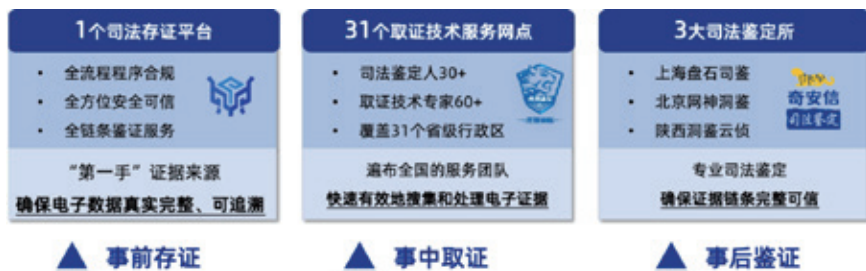 1个司法存证平台
• 全流程程序合规
• 全方位安全可信
• 全链条鉴证服务
“第一手”证据来源
确保电子数据真实完整、可追溯
事前存证
31个取证技术服务网点
• 司法鉴定人30+
• 取证技术专家60+
• 覆盖31个省级行政区
遍布全国的服务团队
快速有效地搜集和处理电子证据
事中取证
3大司法鉴定所
• 上海盘石司鉴
• 北京网神洞鉴
• 陕西洞鉴云侦
奇安信
司法鉴定
专业司法鉴定
确保证据链条完整可信
事后鉴证